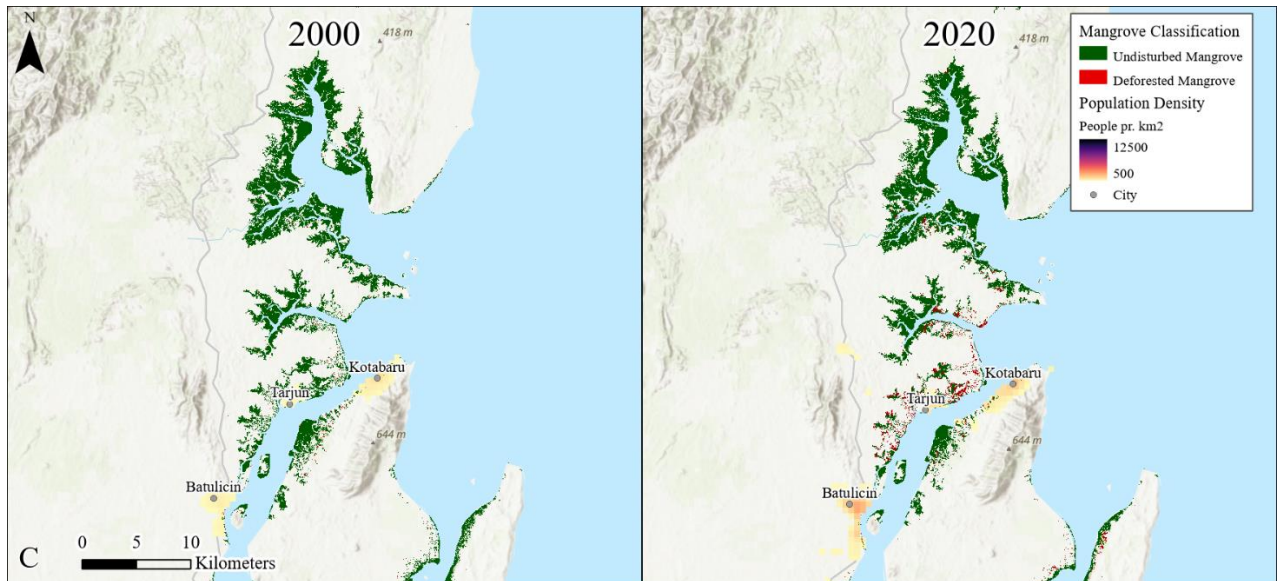 N
2000
418 m
Kotabaru
Tarjun
644 m
Batulicin
C
0 5 10
Kilometers
2020
418 m
Kotabaru
Tarjun
644 m
Batulicin
Mangrove Classification
Undisturbed Mangrove
Deforested Mangrove
Population Density
People pr. km2
12500
500
City